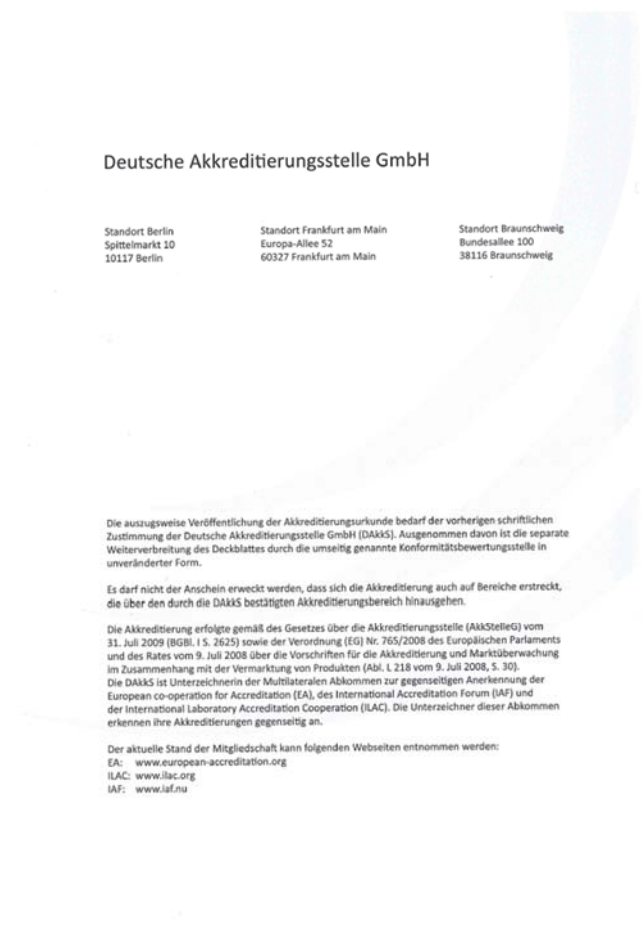 Deutsche Akkreditierungsstelle GmbH
Standort Berlin
Spittelmarkt 10
10117 Berlin
Standort Frankfurt am Main
Europa-Allee 52
60327 Frankfurt am Main
Standort Braunschweig
Bundesallee 100
38116 Braunschweig
Die auszugsweise Veröffentlichung der Akkreditierungsurkunde bedarf der vorherigen schriftlichen
Zustimmung der Deutsche Akkreditierungsstelle GmbH (DAkkS). Ausgenommen davon ist die separate
Weiterverbreitung des Deckblattes durch die umseitig genannte Konformitätsbewertungsstelle in
unveränderter Form.
Es darf nicht der Anschein erweckt werden, dass sich die Akkreditierung auch auf Bereiche erstreckt,
die über den durch die DAkkS bestätigten Akkreditierungsbereich hinausgehen.
Die Akkreditierung erfolgte gemäß des Gesetzes über die Akkreditierungsstelle (AkkStelleG) vom
31. Juli 2009 (BGBl. I S. 2625) sowie der Verordnung (EG) Nr. 765/2008 des Europäischen Parlaments
und des Rates vom 9. Juli 2008 über die Vorschriften für die Akkreditierung und Marktüberwachung
im Zusammenhang mit der Vermarktung von Produkten (Abl. L 218 vom 9. Juli 2008, S. 30).
Die DAkkS ist Unterzeichnerin der Multilateralen Abkommen zur gegenseitigen Anerkennung der
European co-operation for Accreditation (EA), des International Accreditation Forum (IAF) und
der International Laboratory Accreditation Cooperation (ILAC). Die Unterzeichner dieser Abkommen
erkennen ihre Akkreditierungen gegenseitig an.
Der aktuelle Stand der Mitgliedschaft kann folgenden Webseiten entnommen werden:
EA: www.european-accreditation.org
ILAC: www.ilac.org
IAF: www.iaf.nu